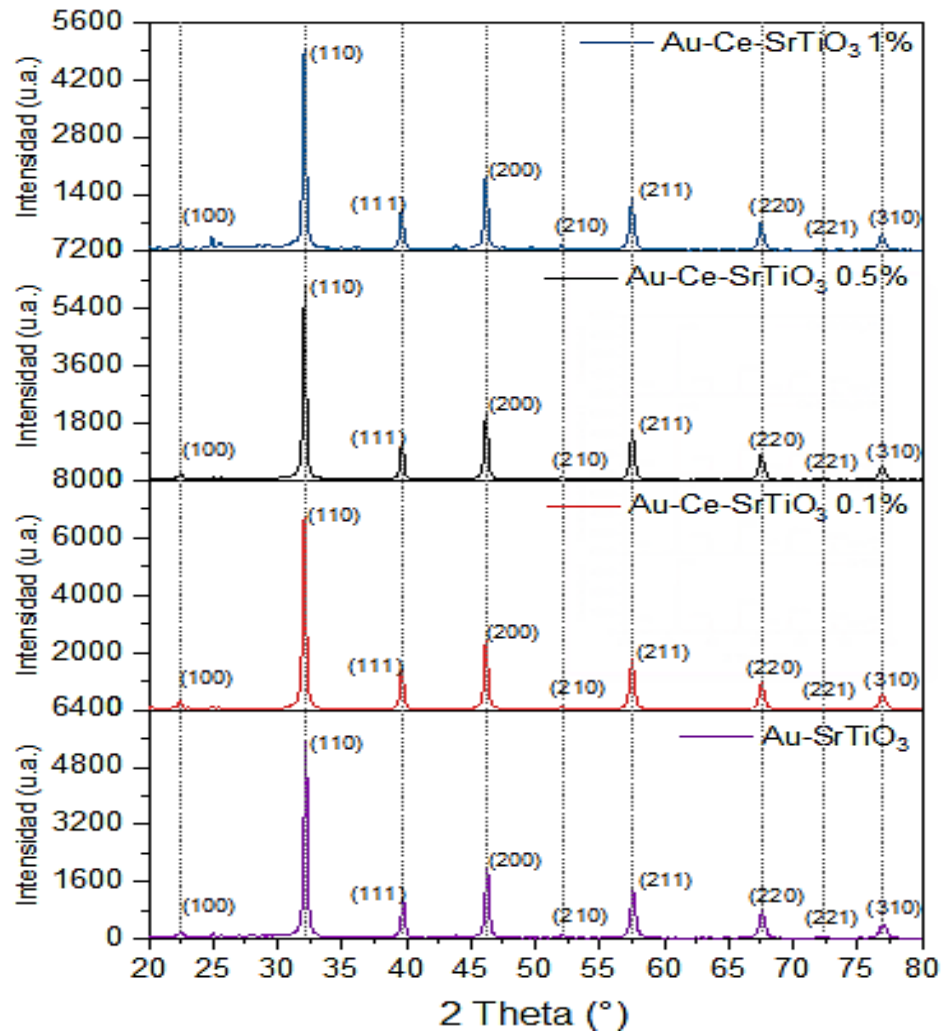 5600
4200
2800
1400
7200
Intensidad (u.a.)
Au-Ce-SrTiO₃ 1%
(100) (110) (111) (200) (210) (211) (220) (221) (310)
5400
3600
1800
8000
Intensidad (u.a.)
Au-Ce-SrTiO₃ 0.5%
(100) (110) (111) (200) (210) (211) (220) (221) (310)
6000
4000
2000
6400
Intensidad (u.a.)
Au-Ce-SrTiO₃ 0.1%
(100) (110) (111) (200) (210) (211) (220) (221) (310)
4800
3200
1600
0
Intensidad (u.a.)
Au-SrTiO₃
(100) (110) (111) (200) (210) (211) (220) (221) (310)
20 25 30 35 40 45 50 55 60 65 70 75 80
2 Theta (°)